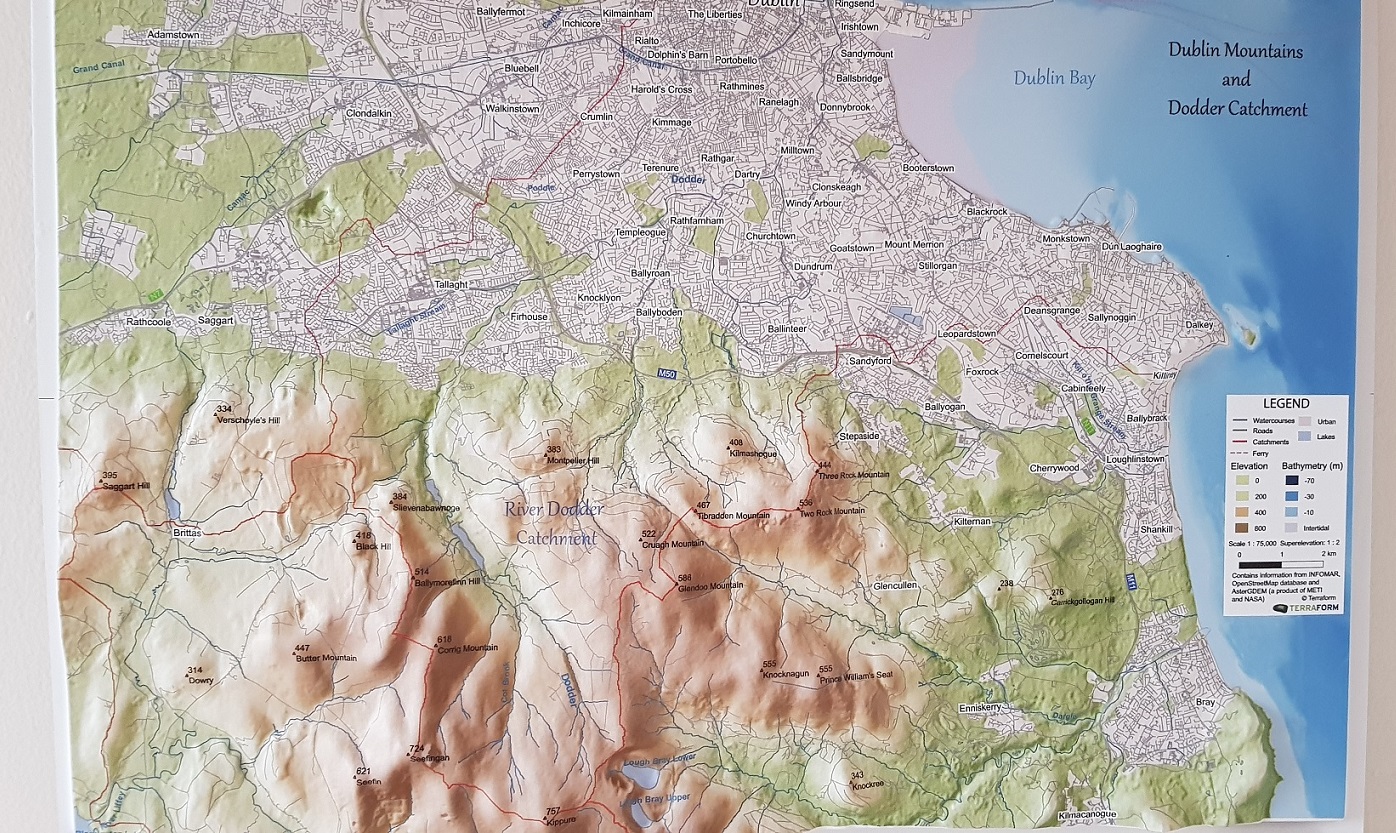 Dublin
Ringsend
Ballyfermot
Kilmainham
The Liberties
Inchicore
Irishtown
Adamstown
Rialto
Dolphin's Barn
Sandymount
Portobello
Grand Canal
Bluebell
Ballsbridge
Harold's Cross
Rathmines
Ranelagh
Donnybrook
Walkinstown
Clondalkin
Crumlin
Kimmage
Dublin Bay
Dublin Mountains
and
Dodder Catchment
Milltown
Rathgar
Terenure
Perrystown
Dodder
Dartry
Booterstown
Camac
Poddle
Clonskeagh
Windy Arbour
Blackrock
Rathfarnham
Templeogue
Churchtown
Goatstown
Mount Merrion
Monkstown
Dún Laoghaire
Ballyroan
Dundrum
Stillorgan
Tallaght
Knocklyon
Tallaght Stream
Firhouse
Ballyboden
Deansgrange
Sallynoggin
Dalkey
Rathcoole
Saggart
Ballinteer
Leopardstown
Sandyford
Cornelscourt
Foxrock
Killiney
M50
Cabinteely
Ballyogan
Ballybrack
334
Verschoyle's Hill
Stepaside
408
Kilmashogue
383
Montpelier Hill
Loughlinstown
Cherrywood
444
Three Rock Mountain
395
Saggart Hill
384
Slievenabawnoge
River Dodder
Catchment
467
Tibradden Mountain
536
Two Rock Mountain
Kilternan
Shankill
Brittas
418
Black Hill
522
Cruagh Mountain
514
Ballymorefinn Hill
586
Glendoo Mountain
Glencullen
238
276
Carrickgollogan Hill
M11
618
Corrig Mountain
447
Butter Mountain
314
Dowry
555
Knocknagun
555
Prince William's Seat
Dodder
Cot Brook
Enniskerry
Dargle
Bray
724
Seefingan
621
Seefin
Lough Bray Lower
Lough Bray Upper
343
Knockree
757
Kippure
Kilmacanogue
Liffey
LEGEND
Watercourses
Urban
Roads
Catchments
Lakes
Ferry
Elevation
Bathymetry (m)
0 -70
200 -30
400 -10
800 Intertidal
Scale 1 : 75,000 Superelevation: 1 : 2
0 1 2 km
Contains information from INFOMAR,
OpenStreetMap database and
AsterGDEM (a product of METI
and NASA) © Terraform
TERRAFORM